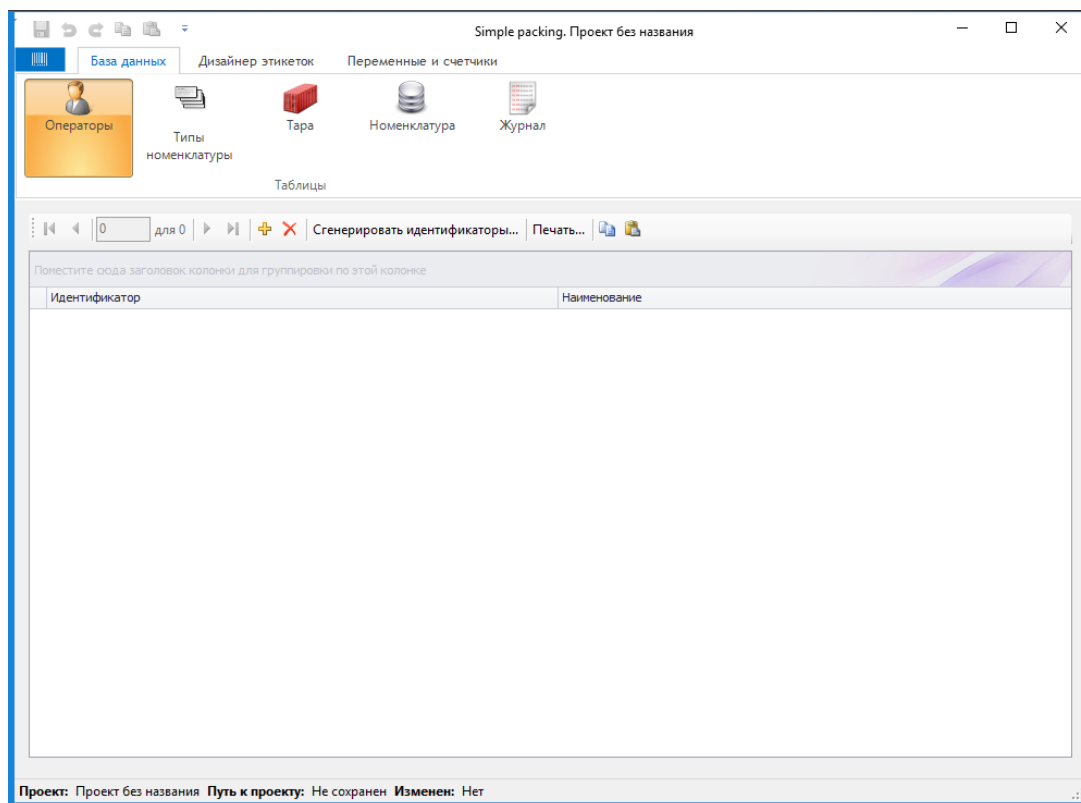 Simple packing. Проект без названия
База данных Дизайнер этикеток Переменные и счетчики
Операторы
Типы номенклатуры
Тара
Номенклатура
Журнал
Таблицы
0 для 0 Сгенерировать идентификаторы... Печать...
Поместите сюда заголовок колонки для группировки по этой колонке
Идентификатор Наименование
Проект: Проект без названия Путь к проекту: Не сохранен Изменен: Нет